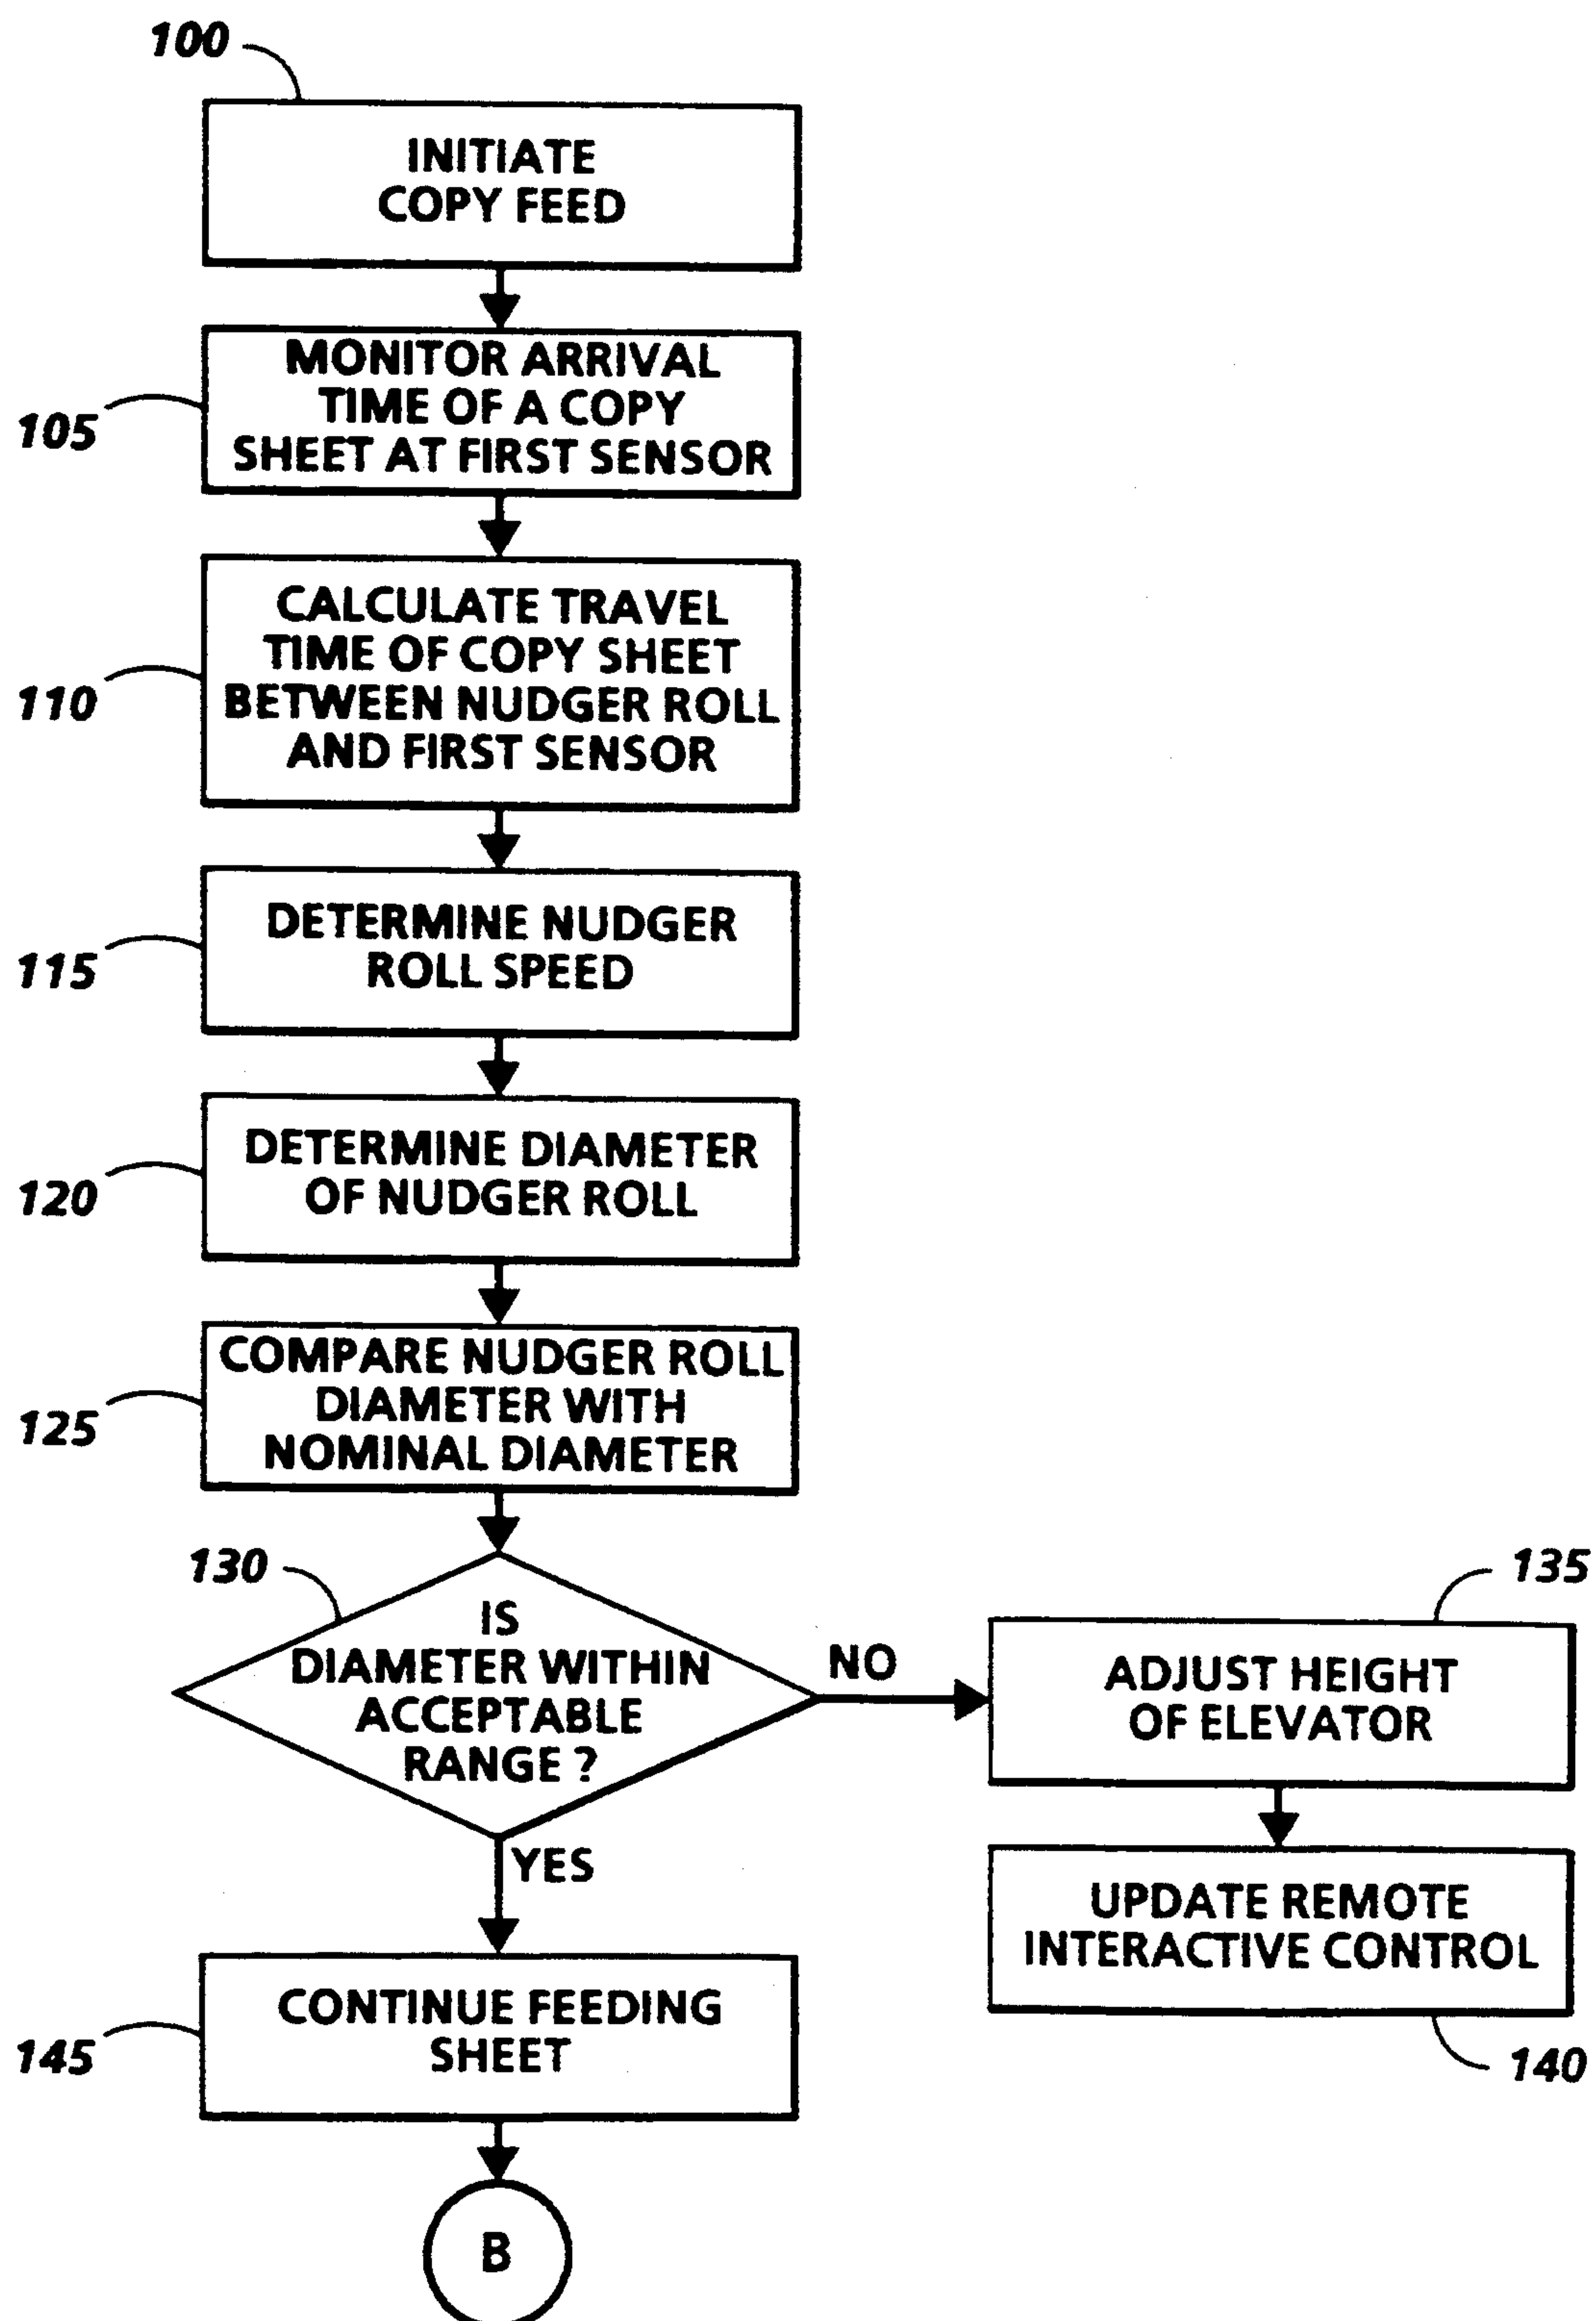 100
INITIATE
COPY FEED
105
MONITOR ARRIVAL
TIME OF A COPY
SHEET AT FIRST SENSOR
110
CALCULATE TRAVEL
TIME OF COPY SHEET
BETWEEN NUDGER ROLL
AND FIRST SENSOR
115
DETERMINE NUDGER
ROLL SPEED
120
DETERMINE DIAMETER
OF NUDGER ROLL
125
COMPARE NUDGER ROLL
DIAMETER WITH
NOMINAL DIAMETER
130
IS
DIAMETER WITHIN
ACCEPTABLE
RANGE ?
NO
135
ADJUST HEIGHT
OF ELEVATOR
YES
UPDATE REMOTE
INTERACTIVE CONTROL
140
145
CONTINUE FEEDING
SHEET
B